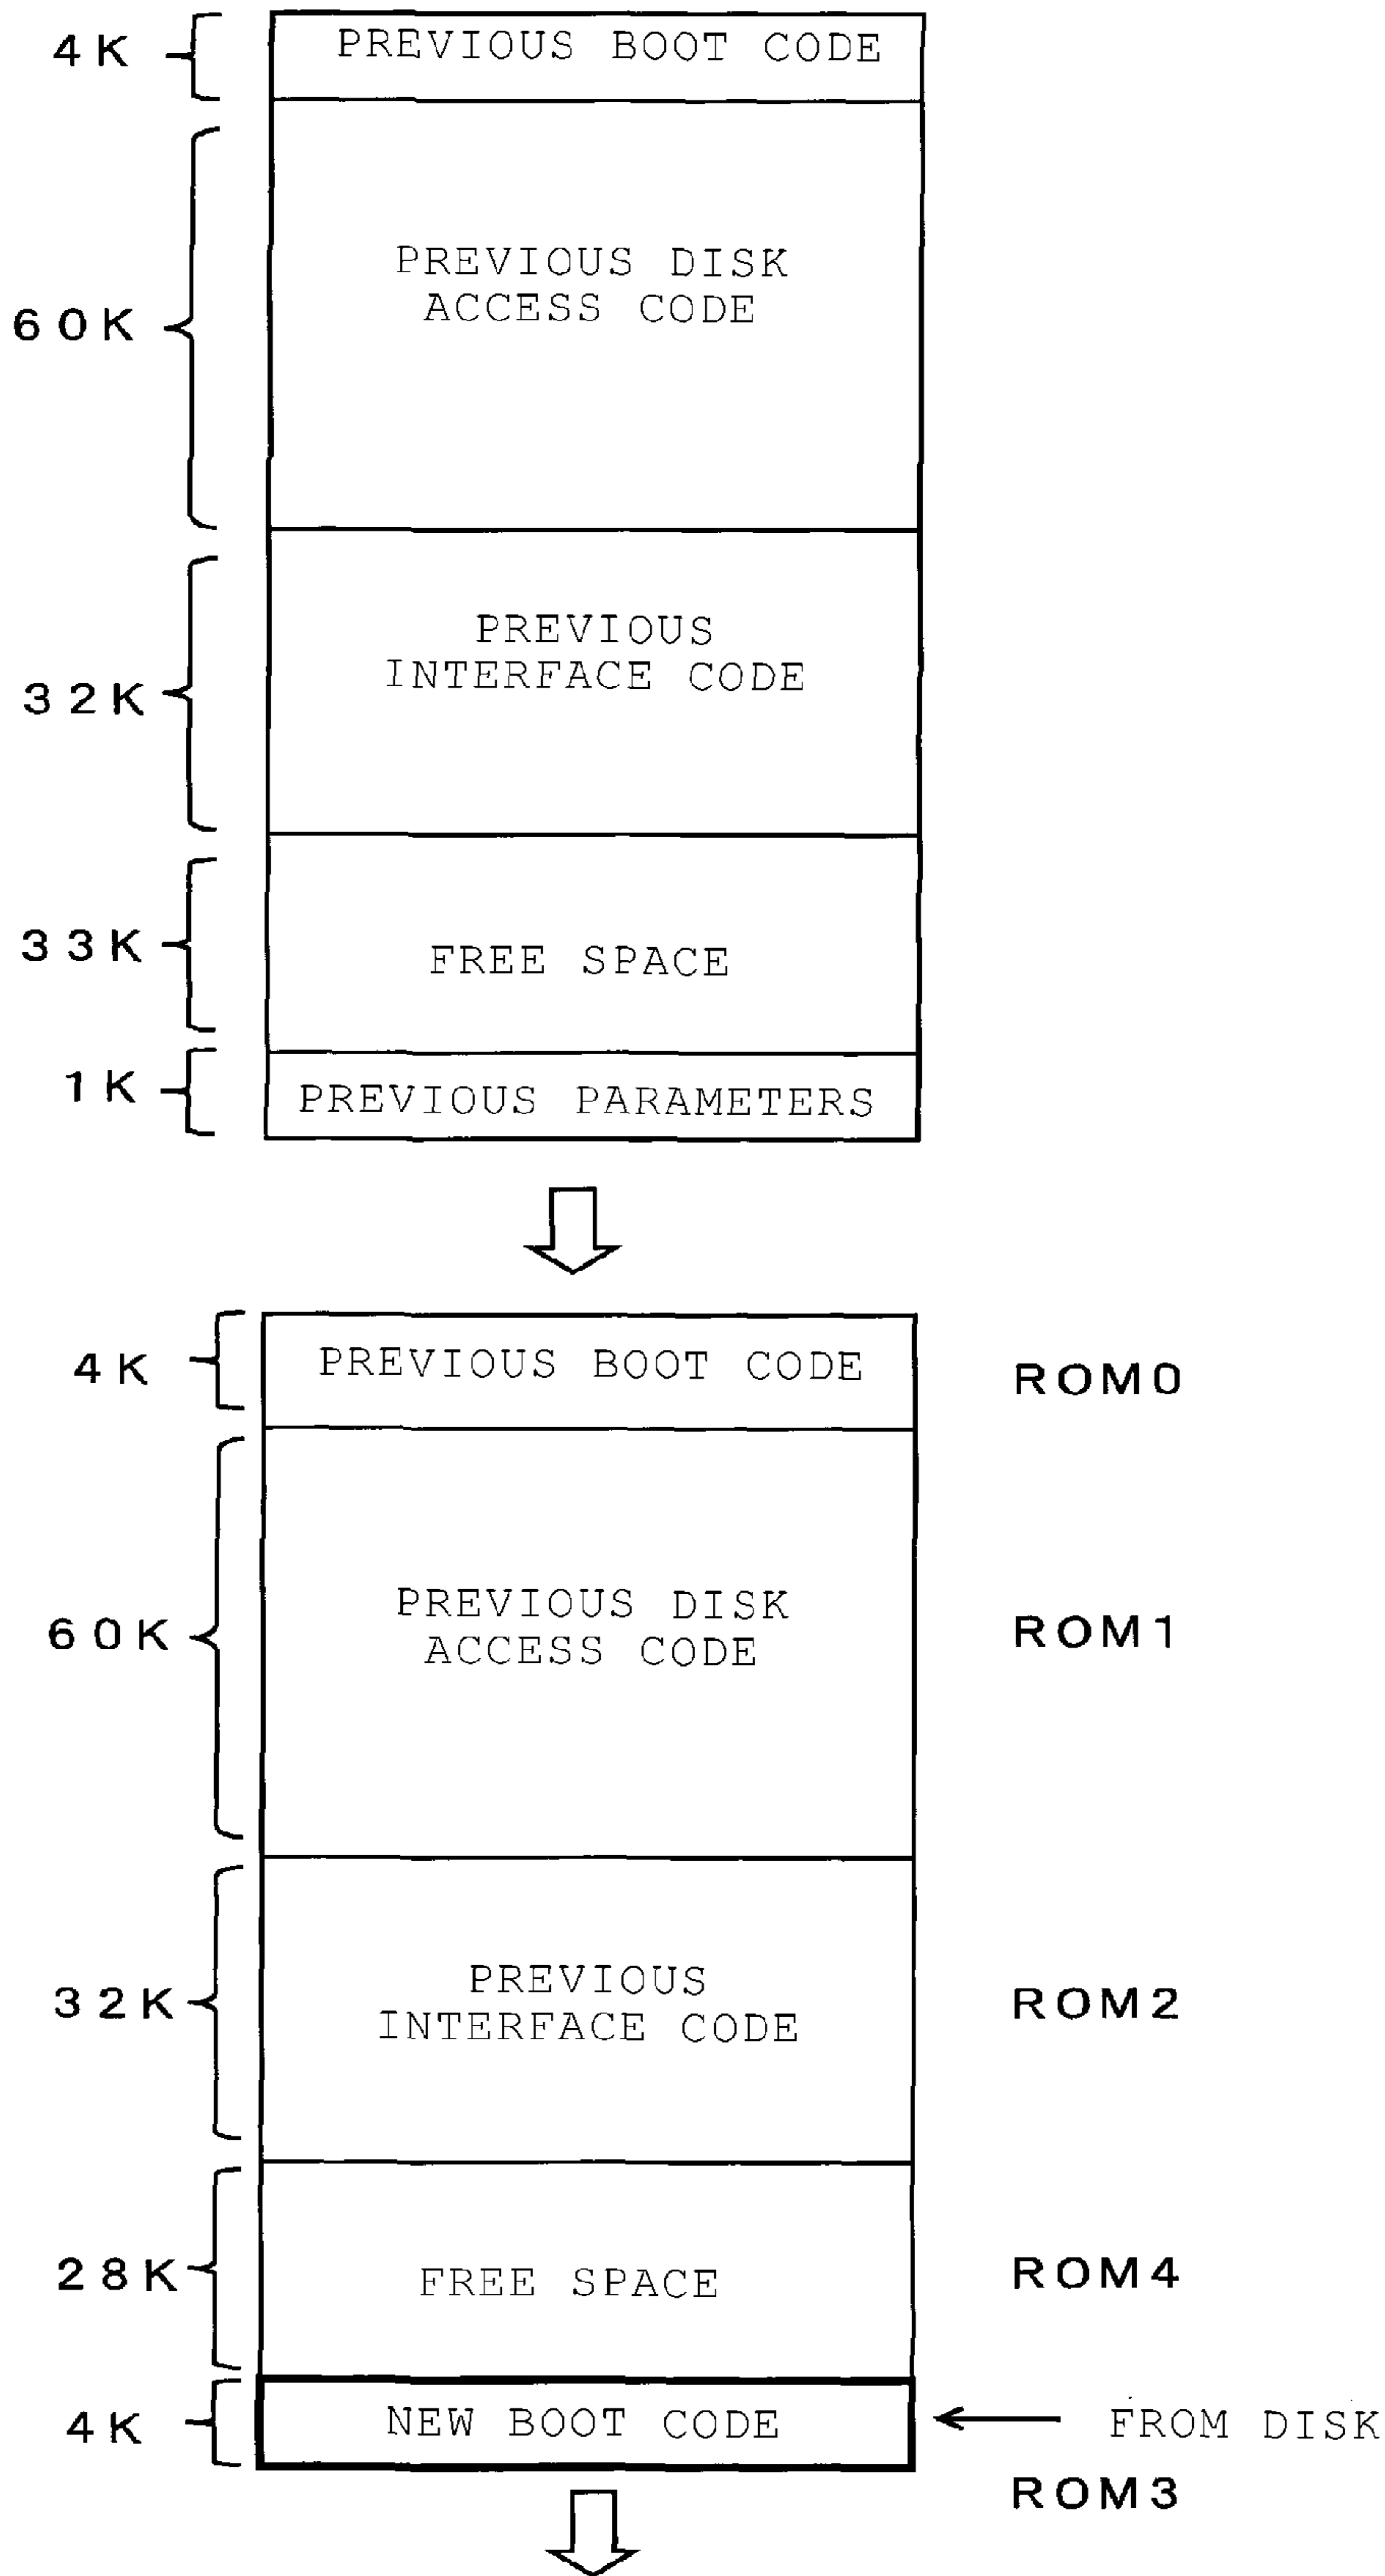 4K PREVIOUS BOOT CODE
60K PREVIOUS DISK
ACCESS CODE
32K PREVIOUS
INTERFACE CODE
33K FREE SPACE
1K PREVIOUS PARAMETERS
4K PREVIOUS BOOT CODE ROM0
60K PREVIOUS DISK
ACCESS CODE ROM1
32K PREVIOUS
INTERFACE CODE ROM2
28K FREE SPACE ROM4
4K NEW BOOT CODE FROM DISK
ROM3